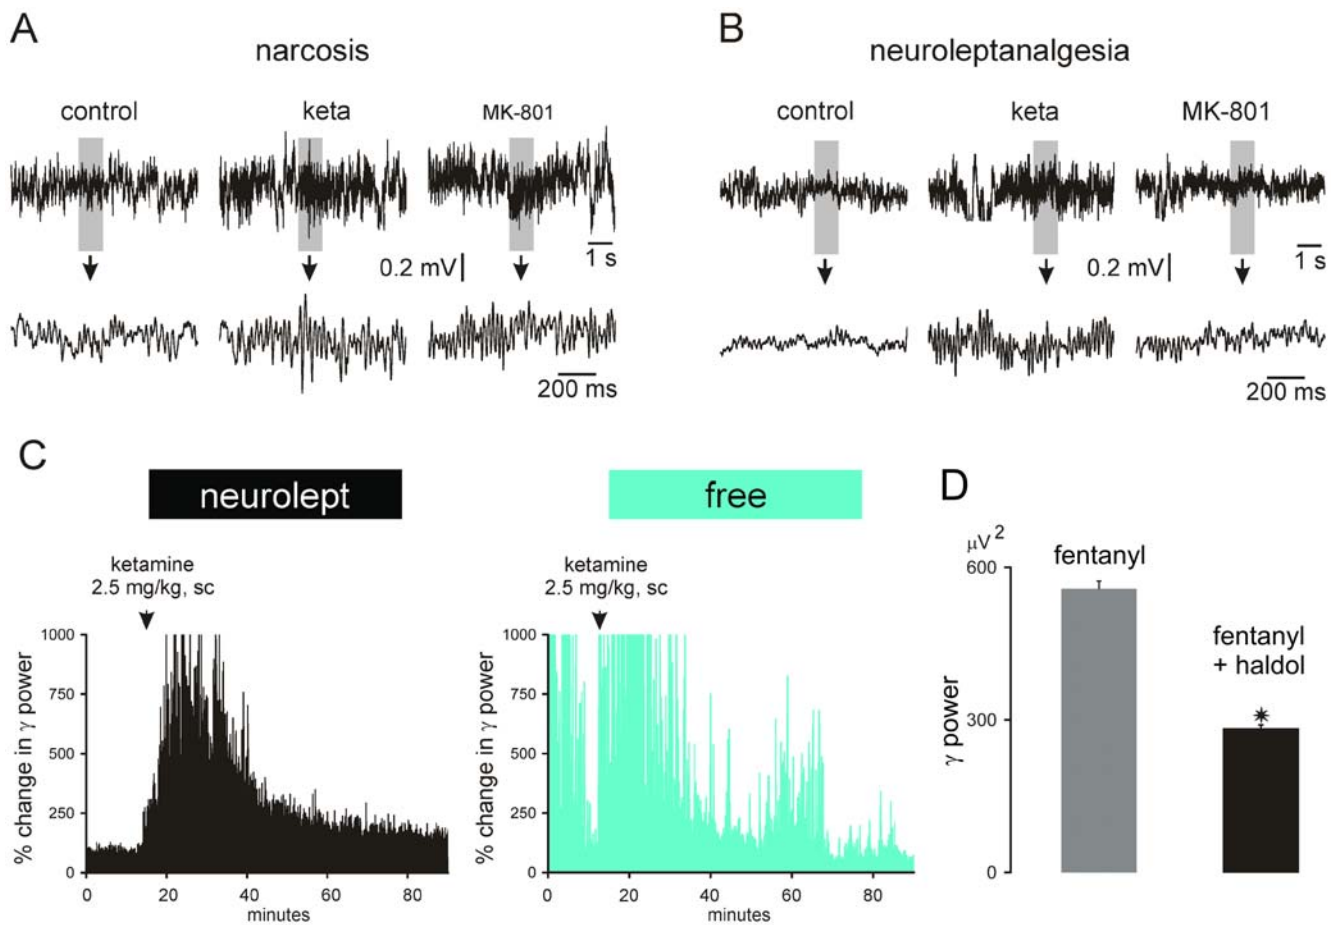 A
narcosis
control
keta
MK-801
0.2 mV
1 s
200 ms
B
neuroleptanalgesia
control
keta
MK-801
0.2 mV
1 s
200 ms
C
neurolept
ketamine
2.5 mg/kg, sc
% change in γ power
1000
750
500
250
0
0 20 40 60 80
minutes
free
ketamine
2.5 mg/kg, sc
% change in γ power
1000
750
500
250
0
0 20 40 60 80
minutes
D
μV²
600
300
0
γ power
fentanyl
fentanyl
+ haldol
✷